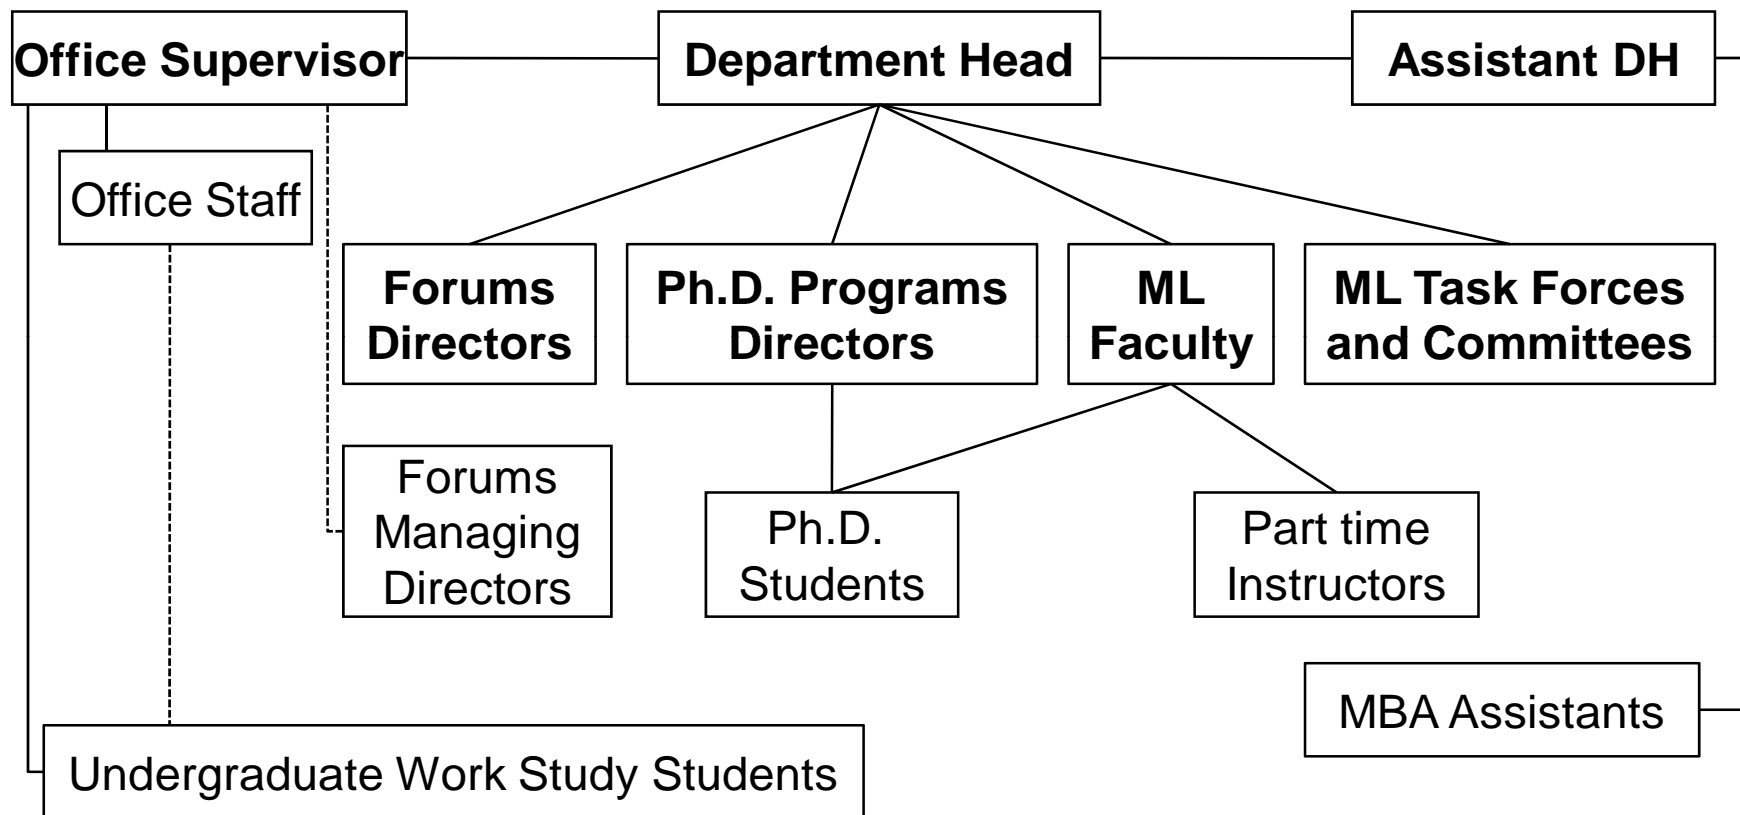 Office Supervisor
Department Head
Assistant DH
Office Staff
Forums
Directors
Ph.D. Programs
Directors
ML
Faculty
ML Task Forces
and Committees
Forums
Managing
Directors
Ph.D.
Students
Part time
Instructors
MBA Assistants
Undergraduate Work Study Students